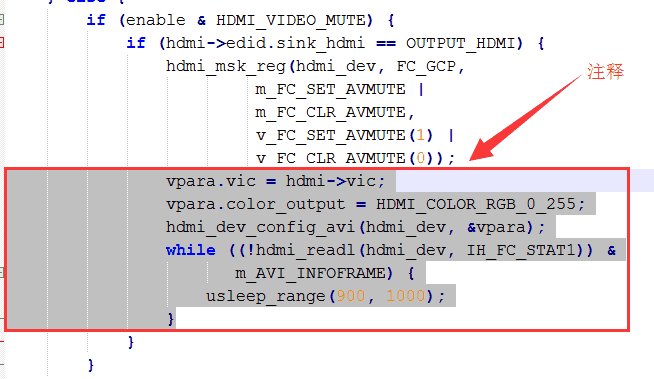 } else {
if (enable & HDMI_VIDEO_MUTE) {
if (hdmi->edid.sink_hdmi == OUTPUT_HDMI) {
hdmi_msk_reg(hdmi_dev, FC_GCP,
注释
m_FC_SET_AVMUTE |
m_FC_CLR_AVMUTE,
v_FC_SET_AVMUTE(1) |
v_FC_CLR_AVMUTE(0));
vpara.vic = hdmi->vic;
vpara.color_output = HDMI_COLOR_RGB_0_255;
hdmi_dev_config_avi(hdmi_dev, &vpara);
while ((!hdmi_readl(hdmi_dev, IH_FC_STAT1)) &
m_AVI_INFOFRAME) {
usleep_range(900, 1000);
}
}
}